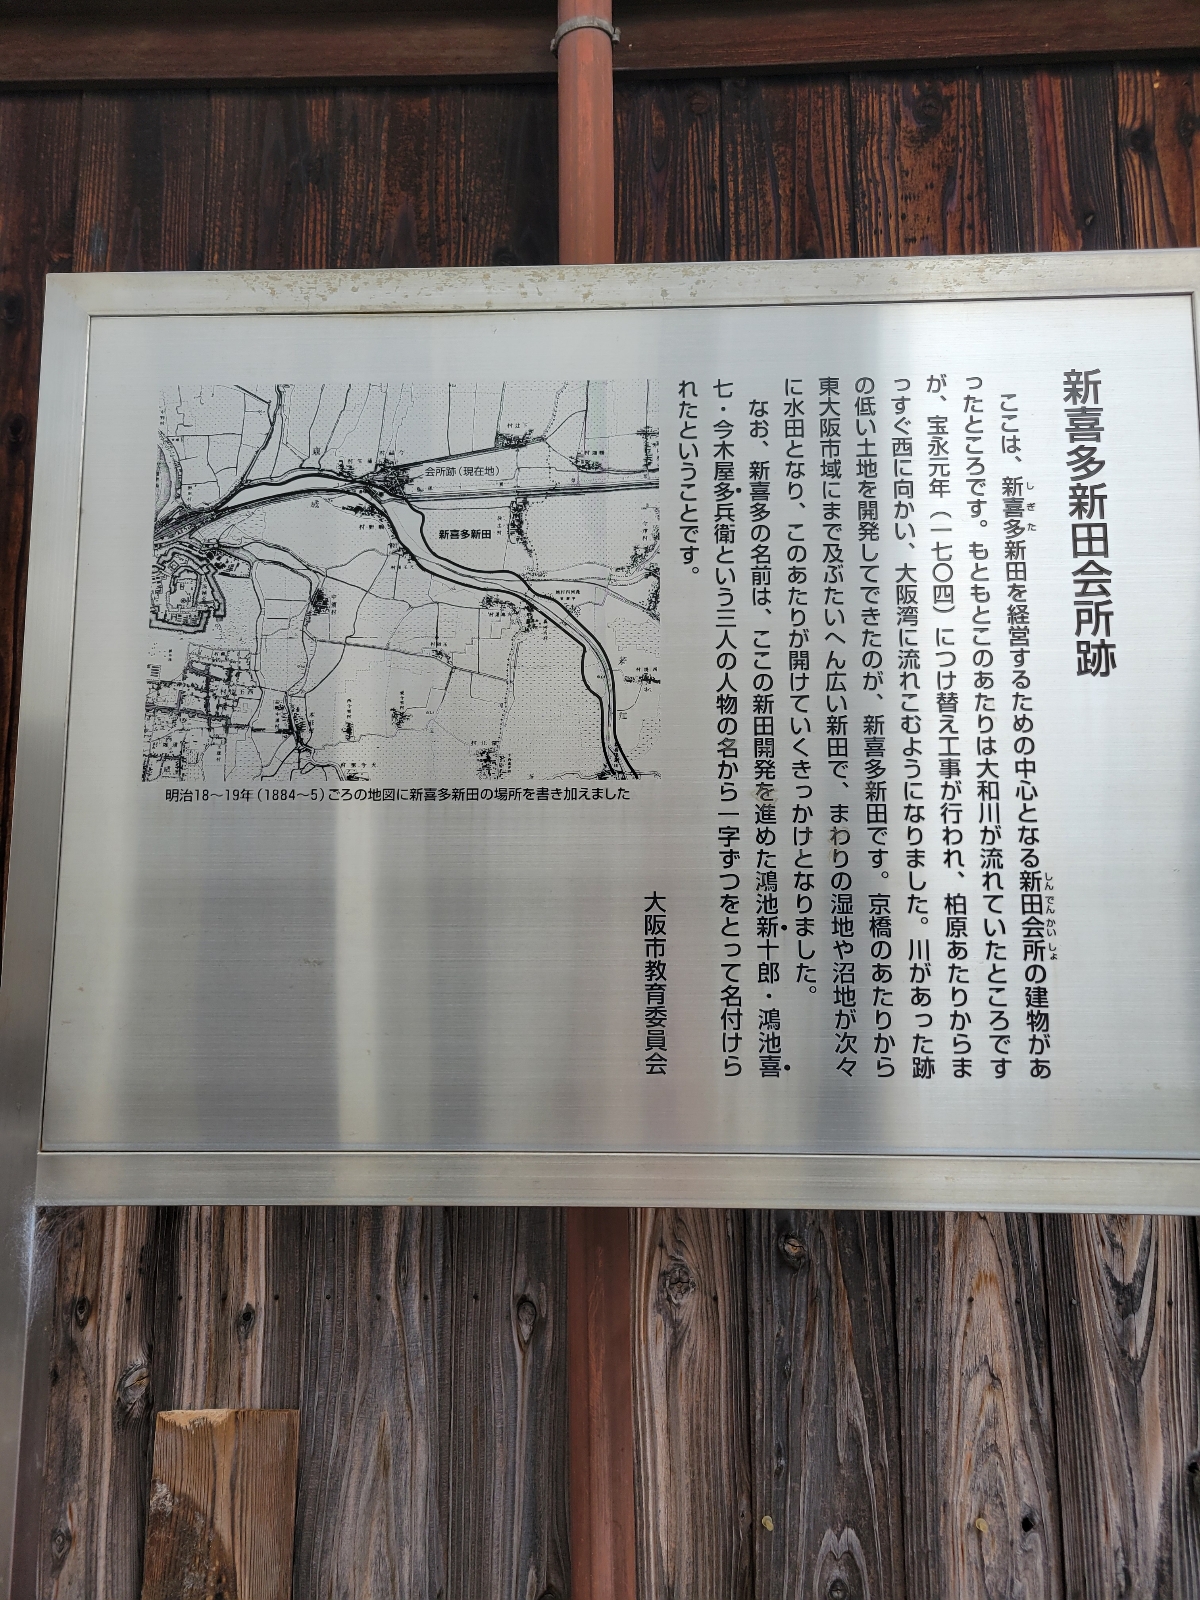 新喜多新田会所跡
ここは、新喜多新田を経営するための中心となる新田会所の建物があ
ったところです。もともとこのあたりは大和川が流れていたところです
が、宝永元年（一七〇四）につけ替え工事が行われ、柏原あたりからま
っすぐ西に向かい、大阪湾に流れこむようになりました。川があった跡
の低い土地を開発してできたのが、新喜多新田です。京橋のあたりから
東大阪市域にまで及ぶたいへん広い新田で、まわりの湿地や沼地が次々
に水田となり、このあたりが開けていくきっかけとなりました。
なお、新喜多の名前は、ここの新田開発を進めた鴻池新十郎・鴻池喜
七・今木屋多兵衛という三人の人物の名から一字ずつをとって名付けら
れたということです。
大阪市教育委員会
会所跡（現在地）
新喜多新田
明治18～19年（1884～5）ごろの地図に新喜多新田の場所を書き加えました